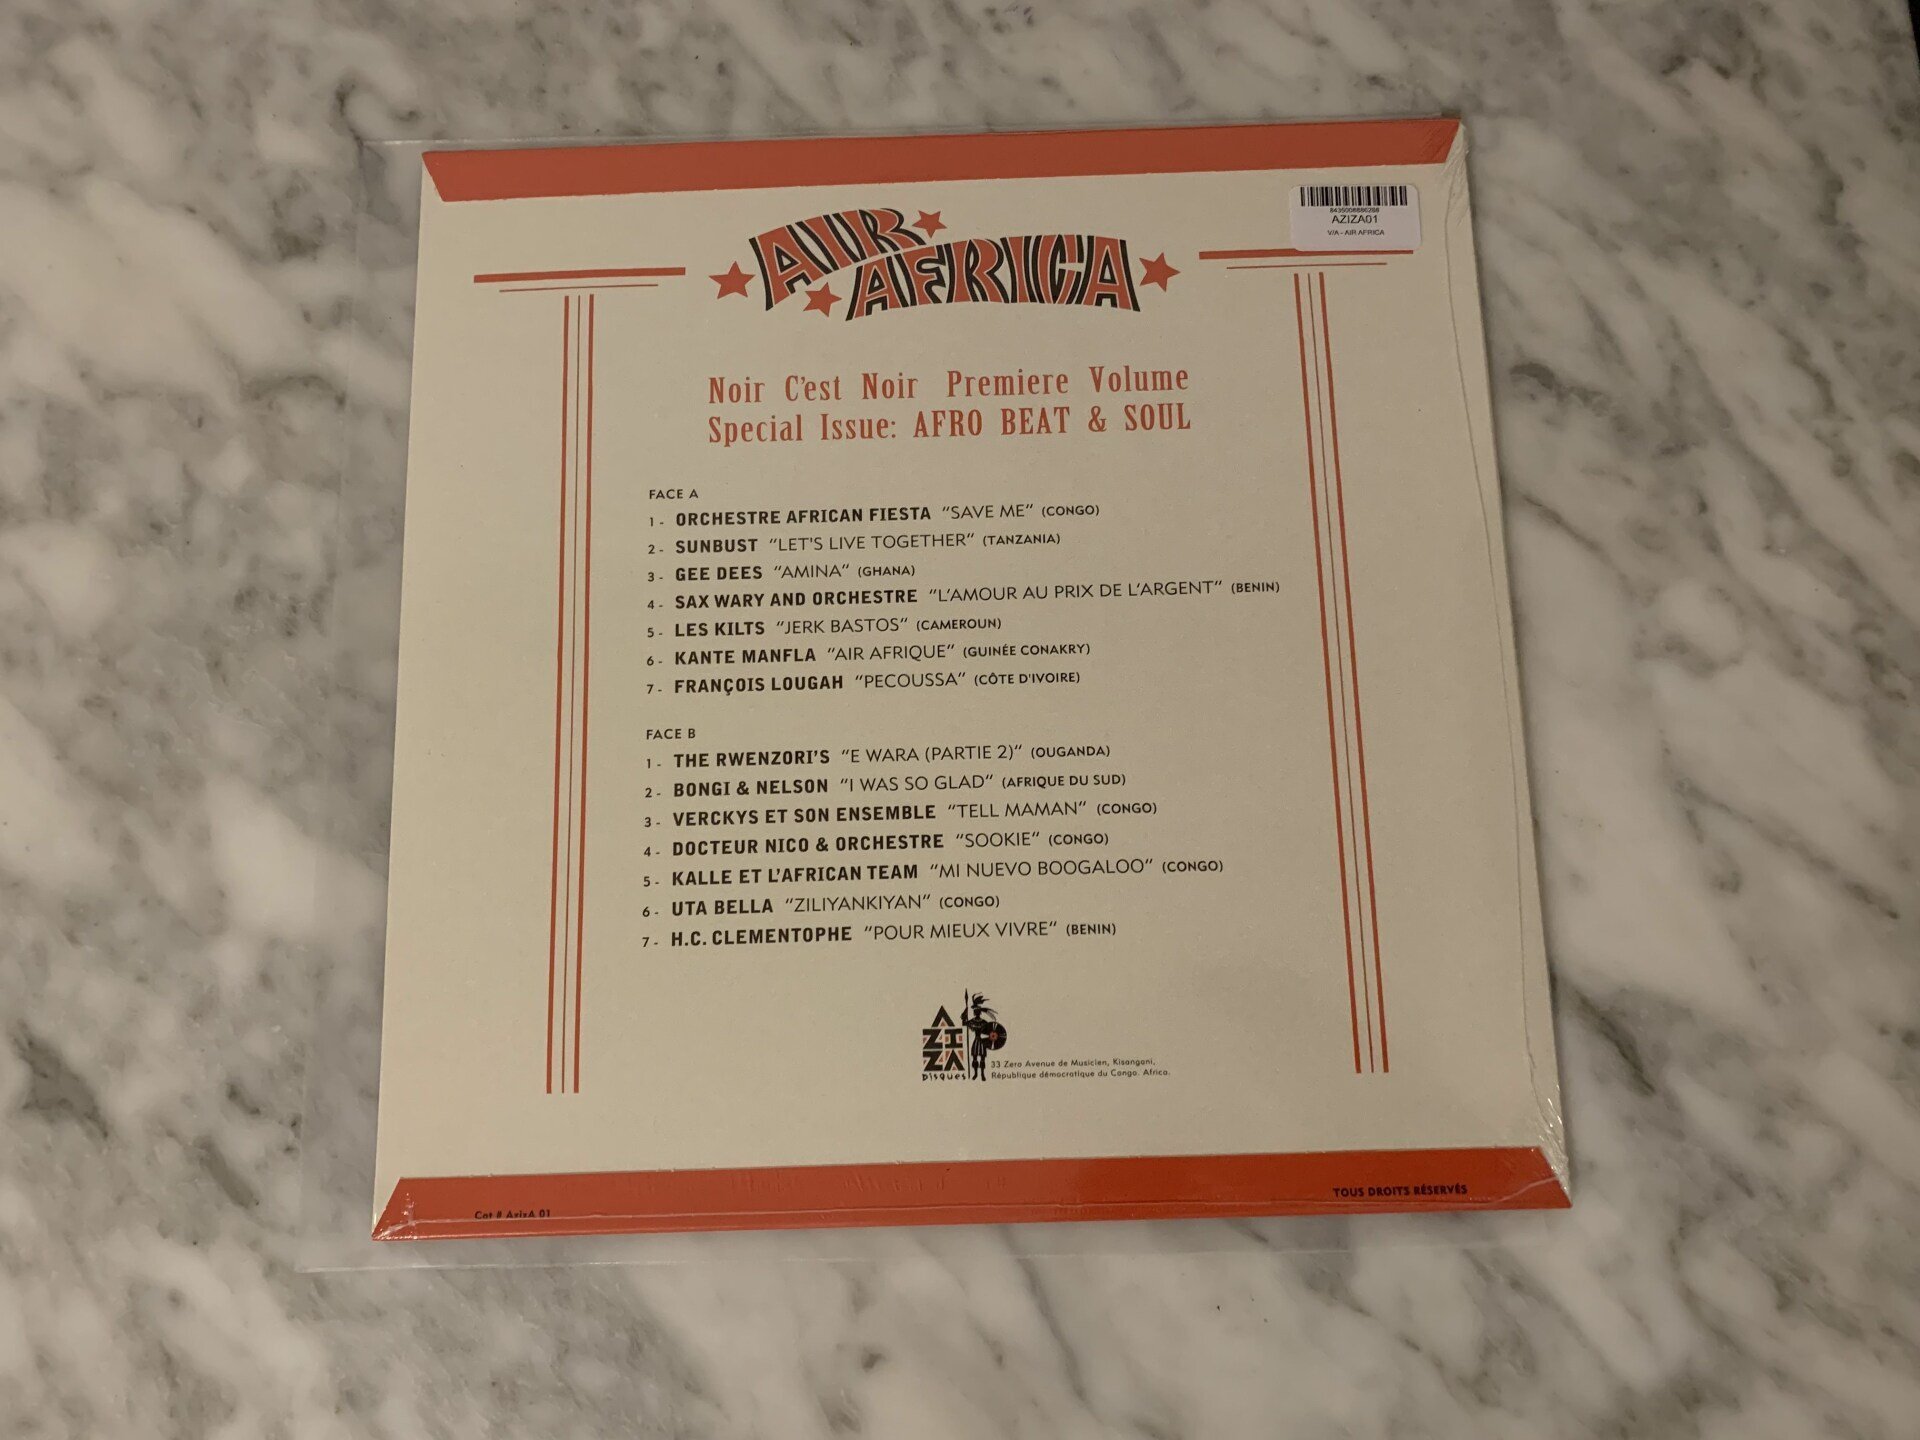 AIR AFRICA
AZIZA01
V/A - AIR AFRICA
Noir C'est Noir Premiere Volume
Special Issue: AFRO BEAT & SOUL
FACE A
1 - ORCHESTRE AFRICAN FIESTA "SAVE ME" (CONGO)
2 - SUNBUST "LET'S LIVE TOGETHER" (TANZANIA)
3 - GEE DEES "AMINA" (GHANA)
4 - SAX WARY AND ORCHESTRE "L'AMOUR AU PRIX DE L'ARGENT" (BENIN)
5 - LES KILTS "JERK BASTOS" (CAMEROUN)
6 - KANTE MANFLA "AIR AFRIQUE" (GUINÉE CONAKRY)
7 - FRANÇOIS LOUGAH "PECOUSSA" (CÔTE D'IVOIRE)
FACE B
1 - THE RWENZORI'S "E WARA (PARTIE 2)" (OUGANDA)
2 - BONGI & NELSON "I WAS SO GLAD" (AFRIQUE DU SUD)
3 - VERCKYS ET SON ENSEMBLE "TELL MAMAN" (CONGO)
4 - DOCTEUR NICO & ORCHESTRE "SOOKIE" (CONGO)
5 - KALLE ET L'AFRICAN TEAM "MI NUEVO BOOGALOO" (CONGO)
6 - UTA BELLA "ZILIYANKIYAN" (CONGO)
7 - H.C. CLEMENTOPHE "POUR MIEUX VIVRE" (BENIN)
AZIZA
Disques
33 Zero Avenue de Musicien, Kisangani,
République démocratique du Congo. Africa.
Cat # AzizA 01
TOUS DROITS RÉSERVÉS